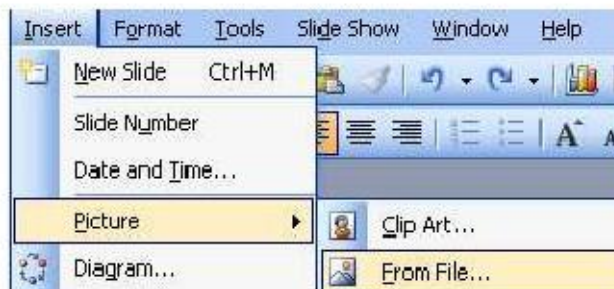 Insert Format Tools Slide Show Window Help
New Slide Ctrl+M
Slide Number
A A
Date and Time...
Picture
Clip Art...
Diagram...
From File...